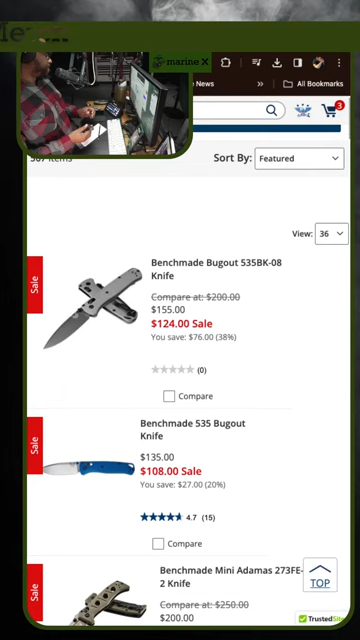 marine X
News
»
All Bookmarks
3
Sort By:
Featured
View:
36
Sale
Benchmade Bugout 535BK-08
Knife
Compare at: $200.00
$155.00
$124.00 Sale
You save: $76.00 (38%)
(0)
Compare
Sale
Benchmade 535 Bugout
Knife
$135.00
$108.00 Sale
You save: $27.00 (20%)
4.7 (15)
Compare
Sale
Benchmade Mini Adamas 273FE-
2 Knife
Compare at: $250.00
$200.00
TOP